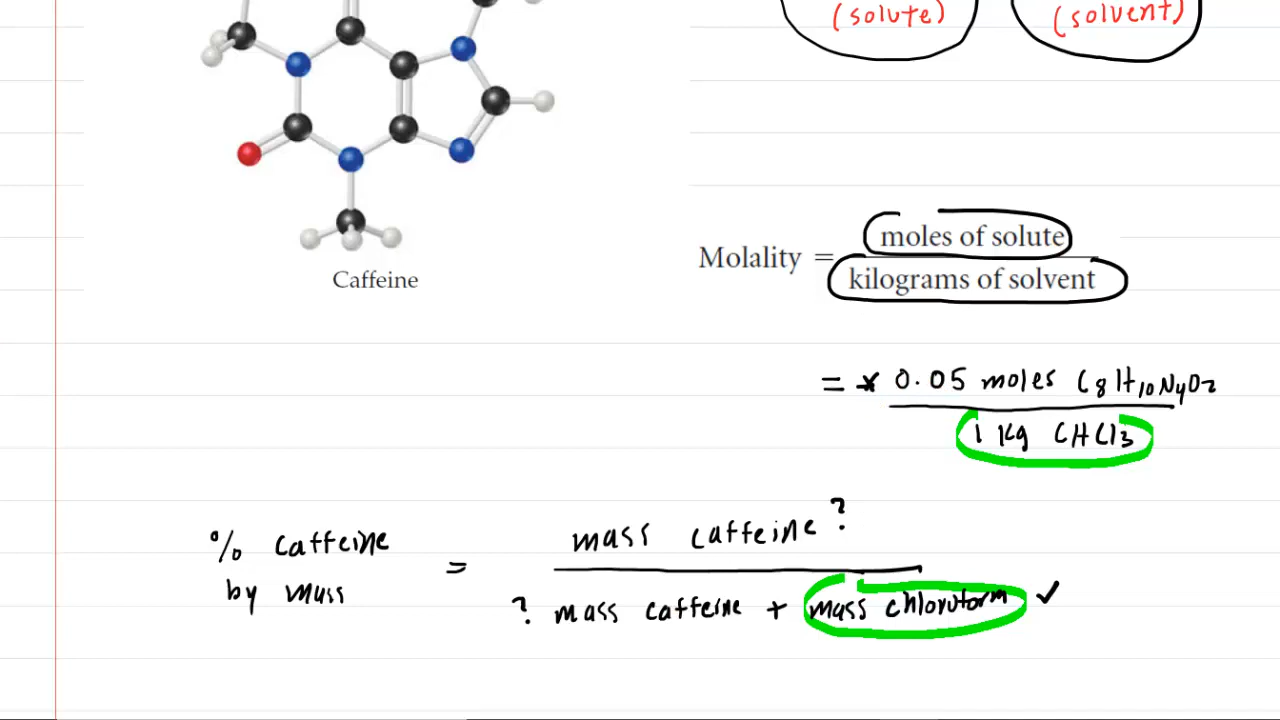 (solute) (solvent)
Molality = moles of solute
kilograms of solvent
Caffeine
= * 0.05 moles C8H10N4O2
1 Kg CHCl3
% caffeine by mass = mass caffeine ?
? mass caffeine + mass chloroform ✓